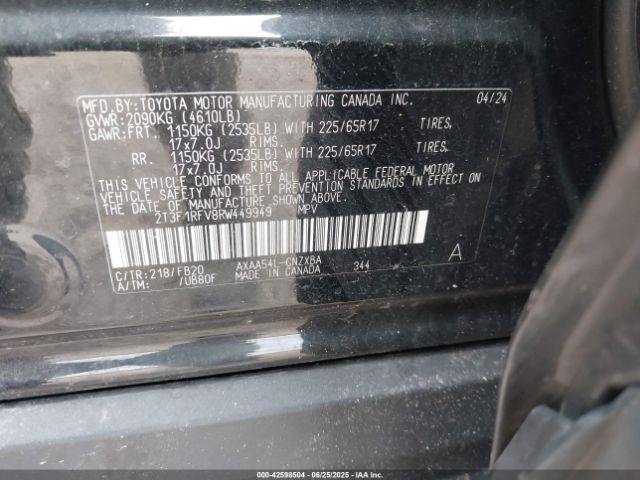 MFD.BY:TOYOTA MOTOR MANUFACTURING CANADA INC. 04/24
GVWR:2090KG (4610LB)
GAWR:FRT. 1150KG (2535LB) WITH 225/65R17 TIRES,
17x7.0J RIMS.
RR. 1150KG (2535LB) WITH 225/65R17 TIRES,
17x7.0J RIMS.
THIS VEHICLE CONFORMS TO ALL APPLICABLE FEDERAL MOTOR
VEHICLE SAFETY AND THEFT PREVENTION STANDARDS IN EFFECT
ON THE DATE OF MANUFACTURE SHOWN ABOVE.
2T3F1RFV8RW449949 MPV
C/TR:218/FB20 AXAA54L-CNZXBA 344 A
A/TM: /UB80F MADE IN CANADA
000-42598504 - 06/25/2025 - IAAI.COM